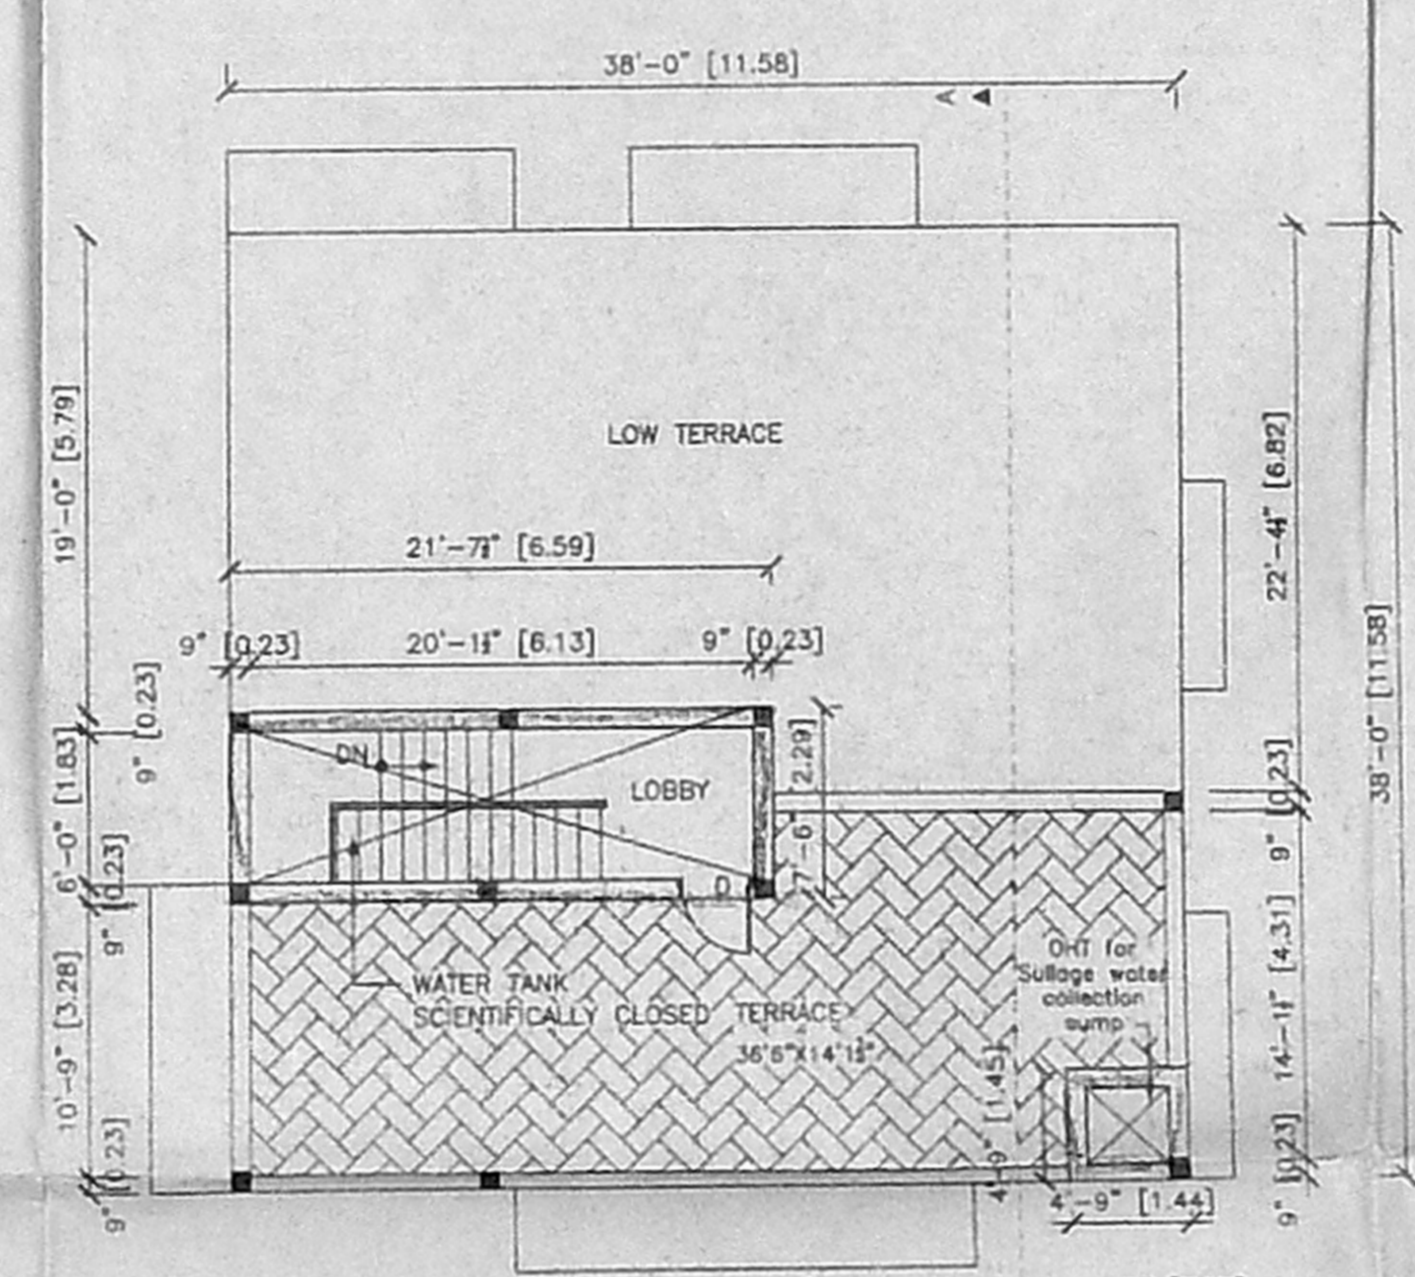 38'-0" [11.58]
A
19'-0" [5.79]
LOW TERRACE
22'-4½" [6.82]
38'-0" [11.58]
21'-7½" [6.59]
9" [0.23]
20'-1½" [6.13]
9" [0.23]
9" [0.23]
6'-0" [1.83]
DN
LOBBY
7'-6" [2.29]
9" [0.23]
9" [0.23]
D
OHT for
Sullage water
collection
sump
WATER TANK
SCIENTIFICALLY CLOSED TERRACE
36'6"X14'1½"
10'-9" [3.28]
14'-1½" [4.31]
4'-9" [1.45]
9" [0.23]
4'-9" [1.44]
9" [0.23]